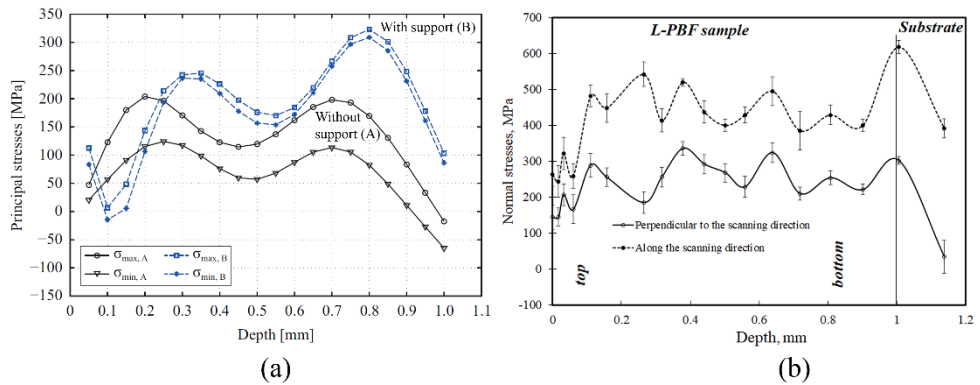 (a)
350
300
250
200
150
100
50
0
−50
−100
−150
Principal stresses [MPa]
With support (B)
Without
support (A)
σmax, A
σmin, A
σmax, B
σmin, B
0 0.1 0.2 0.3 0.4 0.5 0.6 0.7 0.8 0.9 1.0 1.1
Depth [mm]
(a)
b)
700
600
500
400
300
200
100
0
-100
Normal stresses, MPa
L-PBF sample
Substrate
Perpendicular to the scanning direction
Along the scanning direction
top
bottom
0 0.2 0.4 0.6 0.8 1 1.2
Depth, mm
(b)